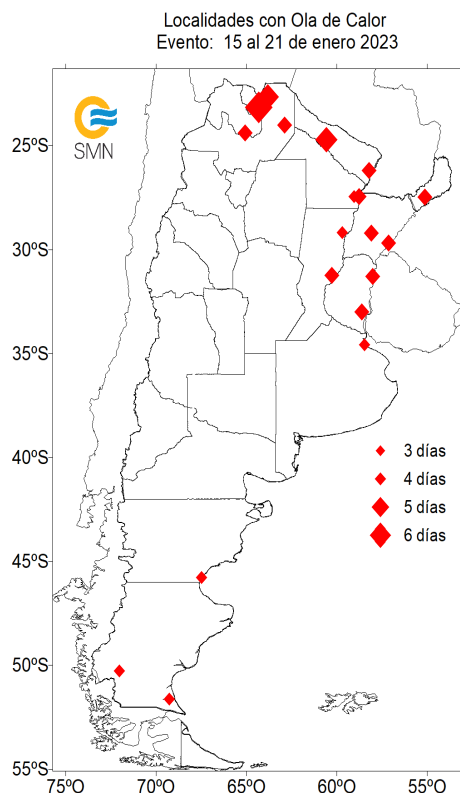 Localidades con Ola de Calor
Evento: 15 al 21 de enero 2023
SMN
25ºS
30ºS
35ºS
40ºS
45ºS
50ºS
55ºS
3 días
4 días
5 días
6 días
75ºO
70ºO
65ºO
60ºO
55ºO